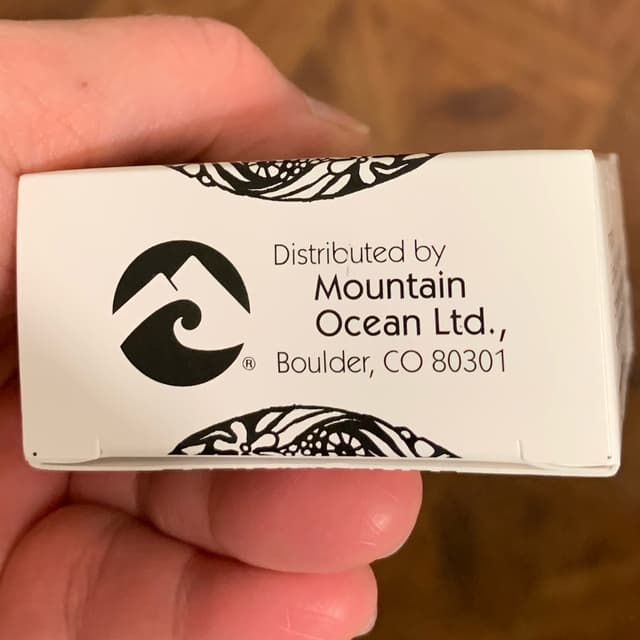 Distributed by
Mountain
Ocean Ltd.,
® Boulder, CO 80301